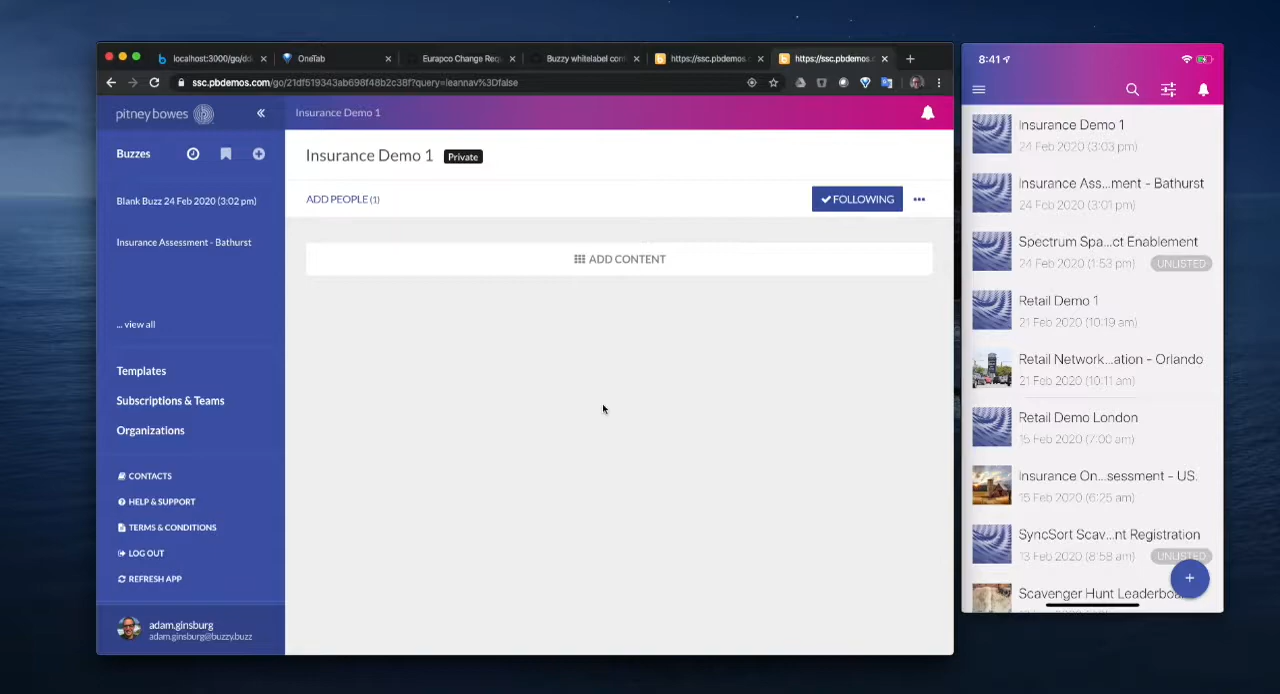 localhost:3000/go/dd
OneTab
Eurapco Change Req
Buzzy whitelabel con
https://ssc.pbdemos.
https://ssc.pbdemos.
ssc.pbdemos.com/go/21df519343ab698f48b2c38f?query=leannav%3Dfalse
pitney bowes
Insurance Demo 1
Buzzes
Insurance Demo 1
Private
Blank Buzz 24 Feb 2020 (3:02 pm)
ADD PEOPLE (1)
FOLLOWING
Insurance Assessment - Bathurst
ADD CONTENT
... view all
Templates
Subscriptions & Teams
Organizations
CONTACTS
HELP & SUPPORT
TERMS & CONDITIONS
LOG OUT
REFRESH APP
adam.ginsburg
adam.ginsburg@buzzy.buzz
8:41
Insurance Demo 1
24 Feb 2020 (3:03 pm)
Insurance Ass...ment - Bathurst
24 Feb 2020 (3:01 pm)
Spectrum Spa...ct Enablement
24 Feb 2020 (1:53 pm)
UNLISTED
Retail Demo 1
21 Feb 2020 (10:19 am)
Retail Network...ation - Orlando
21 Feb 2020 (10:11 am)
Retail Demo London
15 Feb 2020 (7:00 am)
Insurance On...sessment - US.
15 Feb 2020 (6:25 am)
SyncSort Scav...nt Registration
13 Feb 2020 (8:58 am)
UNLISTED
Scavenger Hunt Leaderboa